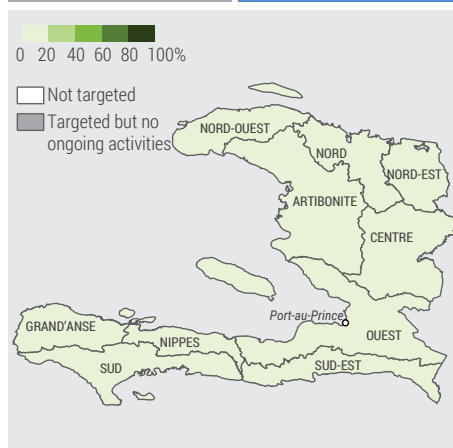 0 20 40 60 80 100%
Not targeted
Targeted but no
ongoing activities
NORD-OUEST
NORD
NORD-EST
ARTIBONITE
CENTRE
Port-au-Prince
GRAND'ANSE
NIPPES
OUEST
SUD
SUD-EST